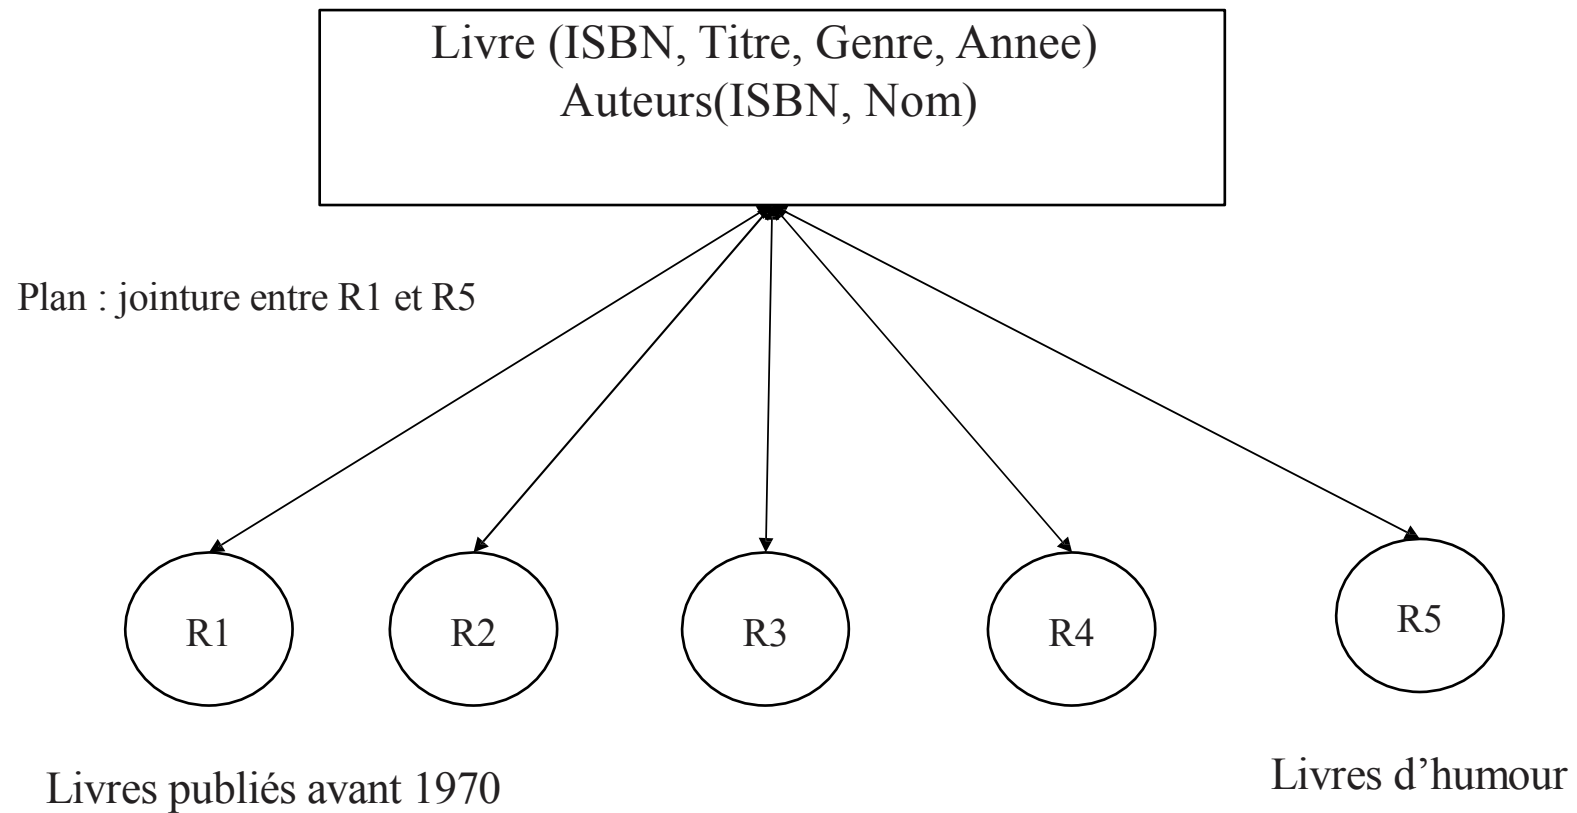 Livre (ISBN, Titre, Genre, Annee)
Auteurs(ISBN, Nom)
Plan : jointure entre R1 et R5
R1
R2
R3
R4
R5
Livres publiés avant 1970
Livres d’humour